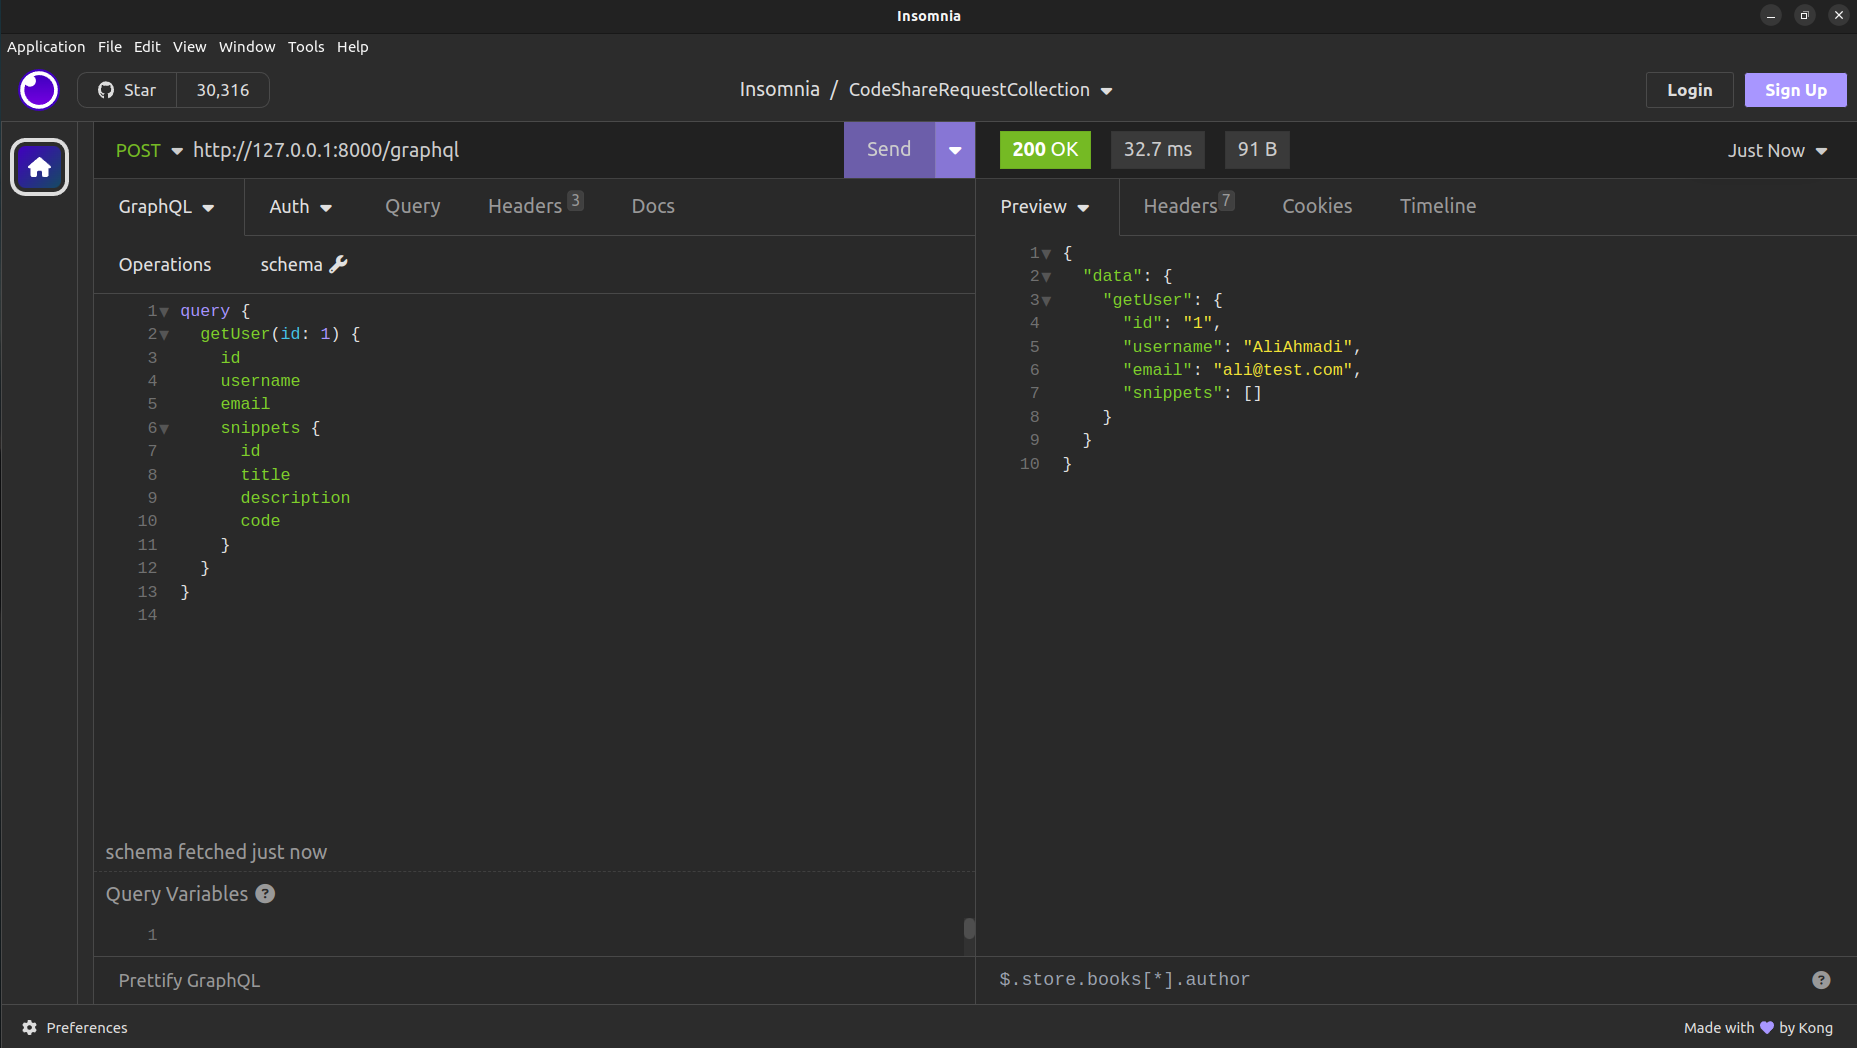 Insomnia
Application File Edit View Window Tools Help
Star 30,316
Insomnia / CodeShareRequestCollection
Login Sign Up
POST http://127.0.0.1:8000/graphql
Send
200 OK 32.7 ms 91 B
Just Now
GraphQL Auth Query Headers 3 Docs
Preview Headers 7 Cookies Timeline
Operations schema
1 query {
2 getUser(id: 1) {
3 id
4 username
5 email
6 snippets {
7 id
8 title
9 description
10 code
11 }
12 }
13 }
14
schema fetched just now
Query Variables ?
1
Prettify GraphQL
1 {
2 "data": {
3 "getUser": {
4 "id": "1",
5 "username": "AliAhmadi",
6 "email": "ali@test.com",
7 "snippets": []
8 }
9 }
10 }
$.store.books[*].author ?
Preferences
Made with 💜 by Kong